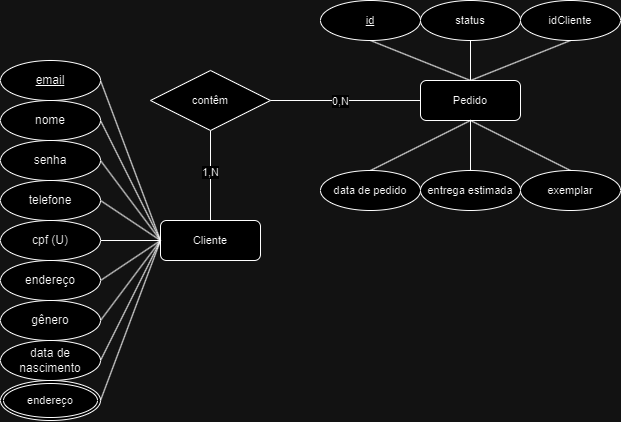 id
status
idCliente
email
contêm
0,N
Pedido
nome
senha
1,N
telefone
data de pedido
entrega estimada
exemplar
cpf (U)
Cliente
endereço
gênero
data de
nascimento
endereço